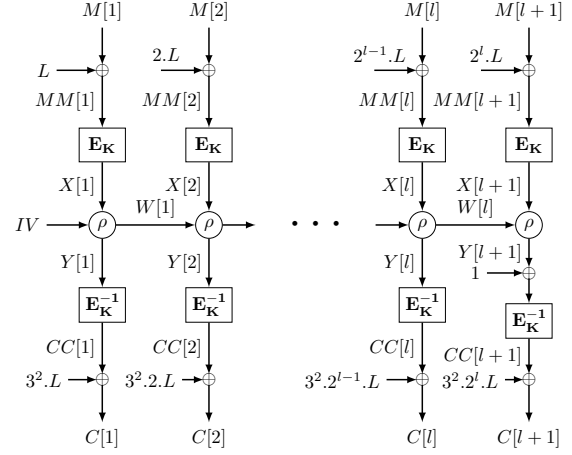 M[1] M[2] M[l] M[l+1]
L 2.L 2^{l−1}.L 2^l.L
MM[1] MM[2] MM[l] MM[l+1]
E_K E_K E_K E_K
X[1] X[2] X[l] X[l+1]
IV ρ W[1] ρ · · · ρ W[l] ρ
Y[1] Y[2] Y[l] Y[l+1]
1
E_K^{−1} E_K^{−1} E_K^{−1} E_K^{−1}
CC[1] CC[2] CC[l] CC[l+1]
3^2.L 3^2.2.L 3^2.2^{l−1}.L 3^2.2^l.L
C[1] C[2] C[l] C[l+1]